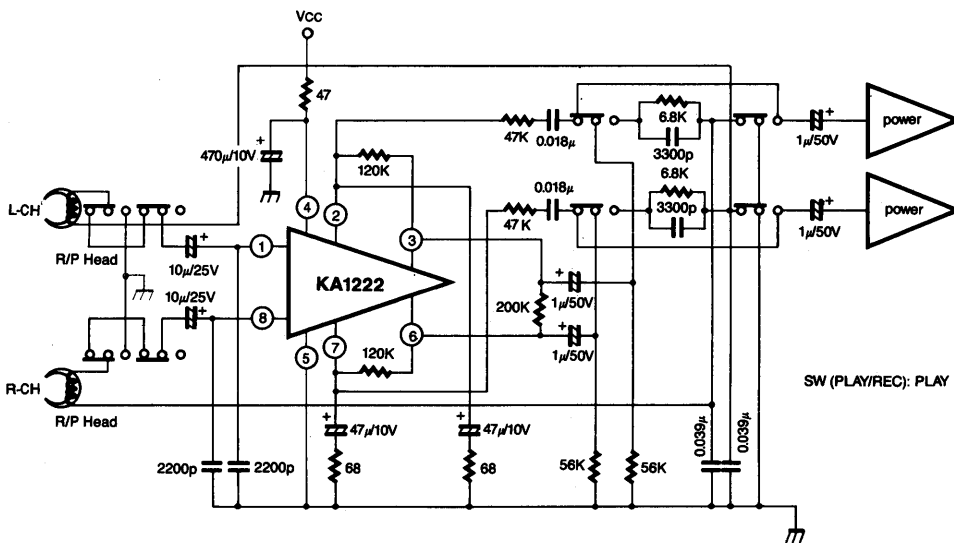 VCC
47
470μ/10V
120K
47K
0.018μ
6.8K
3300p
1μ/50V
power
L-CH
R/P Head
10μ/25V
4
2
3
1
KA1222
0.018μ
47K
6.8K
3300p
1μ/50V
power
10μ/25V
8
5
7
6
200K
1μ/50V
1μ/50V
120K
R-CH
R/P Head
SW (PLAY/REC): PLAY
47μ/10V
47μ/10V
2200p
2200p
68
68
56K
56K
0.039μ
0.039μ